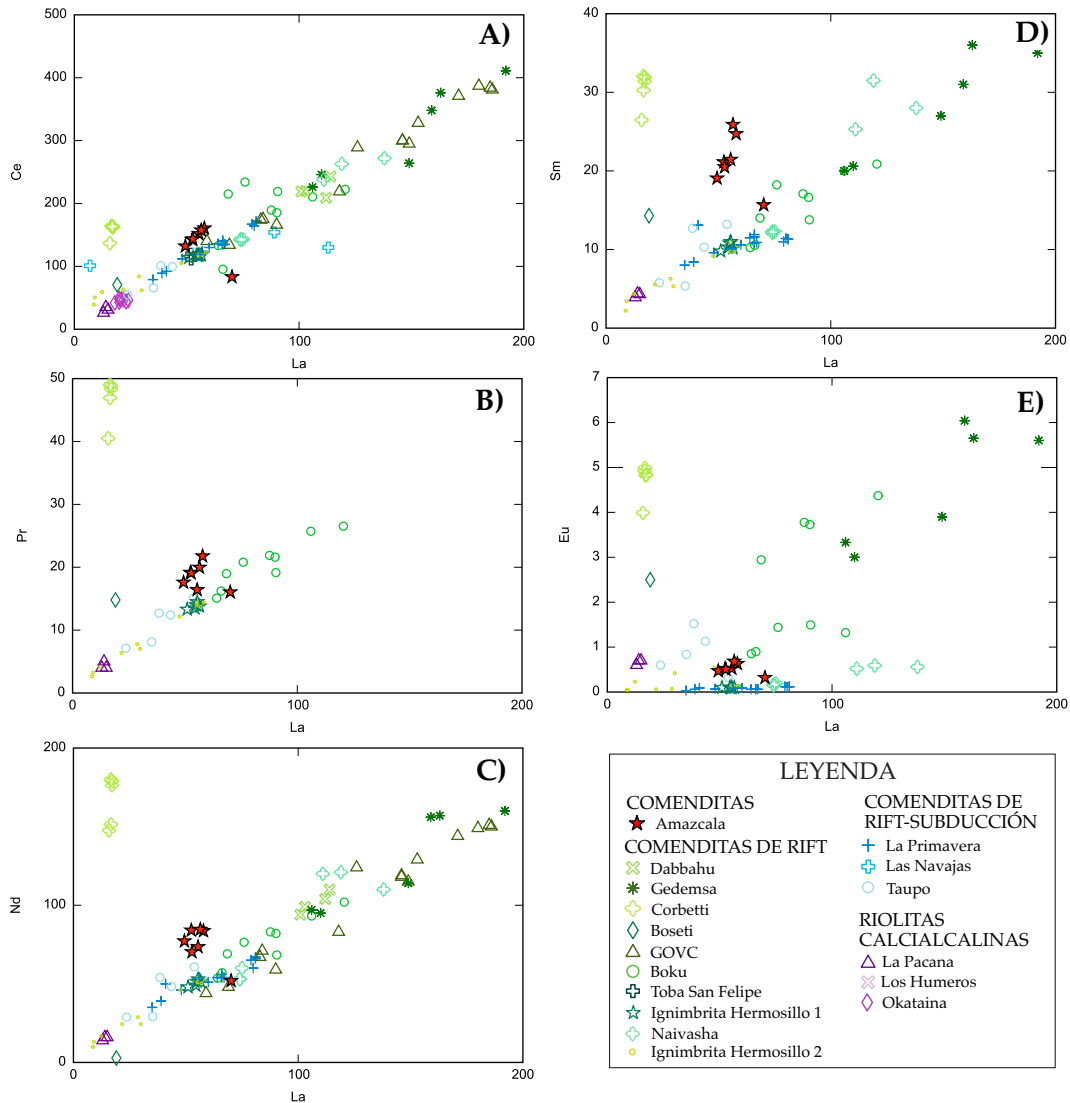 A)
500
400
300
200
100
0
Ce
0
100
200
La
B)
50
40
30
20
10
0
Pr
0
100
200
La
C)
200
100
0
Nd
0
100
200
La
D)
40
30
20
10
0
Sm
0
100
200
La
E)
7
6
5
4
3
2
1
0
Eu
0
100
200
La
LEYENDA
COMENDITAS
Amazcala
COMENDITAS DE RIFT
Dabbahu
Gedemsa
Corbetti
Boseti
GOVC
Boku
Toba San Felipe
Ignimbrita Hermosillo 1
Naivasha
Ignimbrita Hermosillo 2
COMENDITAS DE
RIFT-SUBDUCCIÓN
La Primavera
Las Navajas
Taupo
RIOLITAS
CALCIALCALINAS
La Pacana
Los Humeros
Okataina